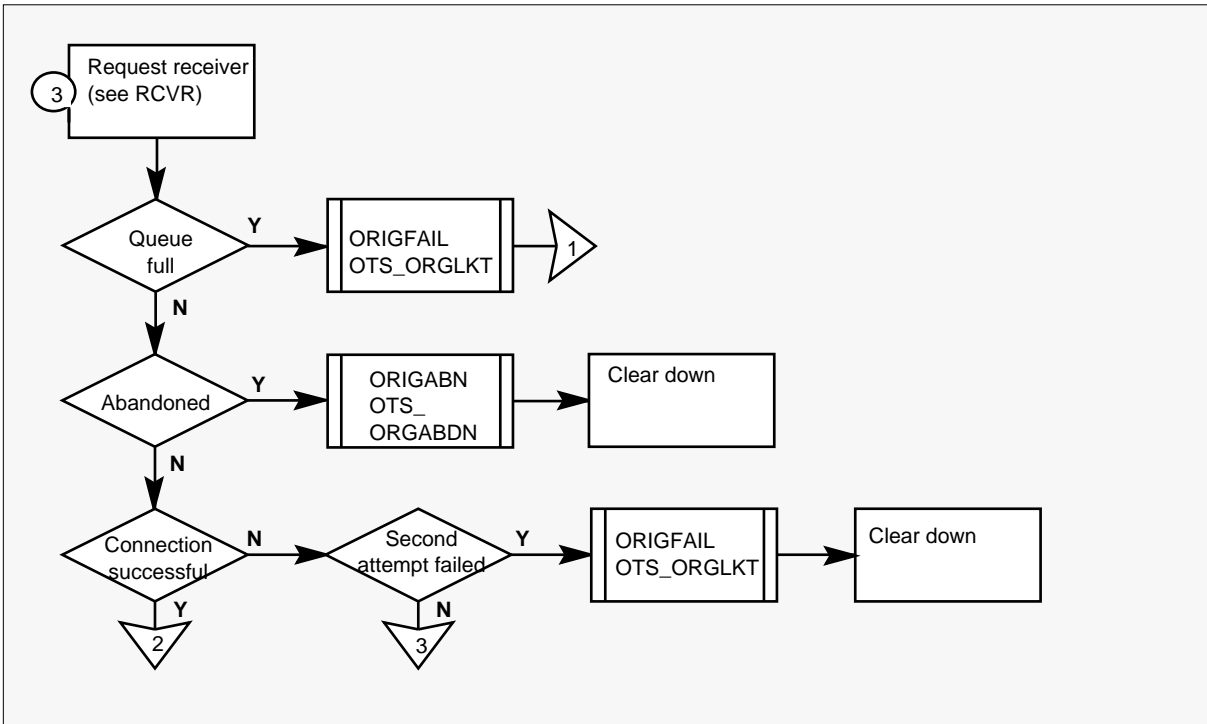 Request receiver
(see RCVR)
3
Queue
full
Y
ORIGFAIL
OTS_ORGLKT
1
N
Abandoned
Y
ORIGABN
OTS_
ORGABDN
Clear down
N
Connection
successful
N
Second
attempt failed
Y
ORIGFAIL
OTS_ORGLKT
Clear down
Y
2
N
3